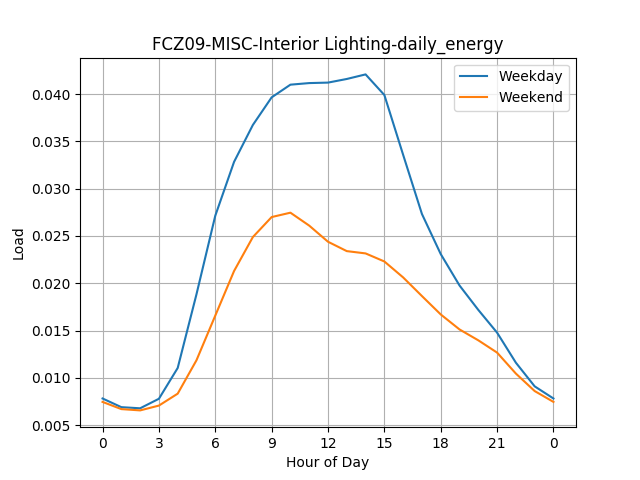 FCZ09-MISC-Interior Lighting-daily_energy
Weekday
Weekend
0.040
0.035
0.030
0.025
0.020
0.015
0.010
0.005
Load
0 3 6 9 12 15 18 21 0
Hour of Day